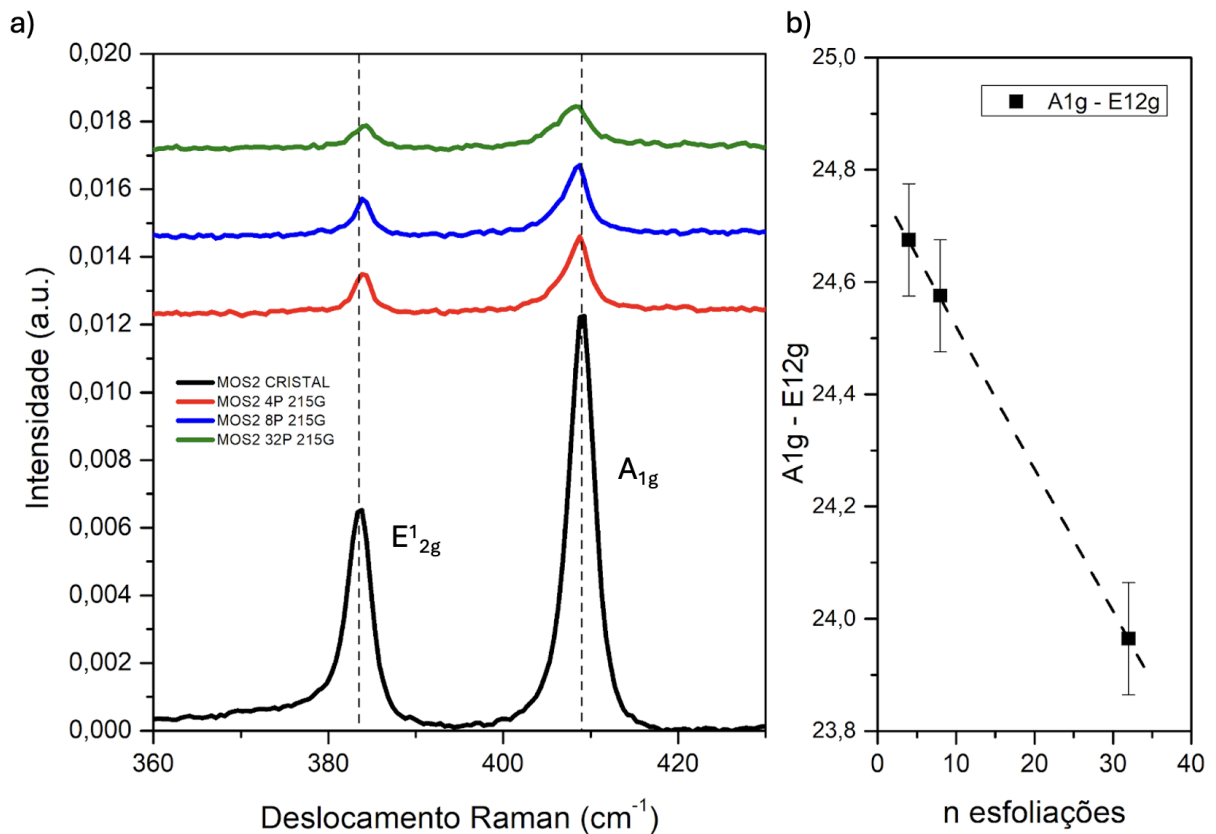 a)
0,020
0,018
0,016
0,014
0,012
0,010
0,008
0,006
0,004
0,002
0,000
Intensidade (a.u.)
MOS2 CRISTAL
MOS2 4P 215G
MOS2 8P 215G
MOS2 32P 215G
E¹₂g
A₁g
360
380
400
420
Deslocamento Raman (cm⁻¹)
b)
25,0
24,8
24,6
24,4
24,2
24,0
23,8
A1g - E12g
A1g - E12g
0
10
20
30
40
n esfoliações